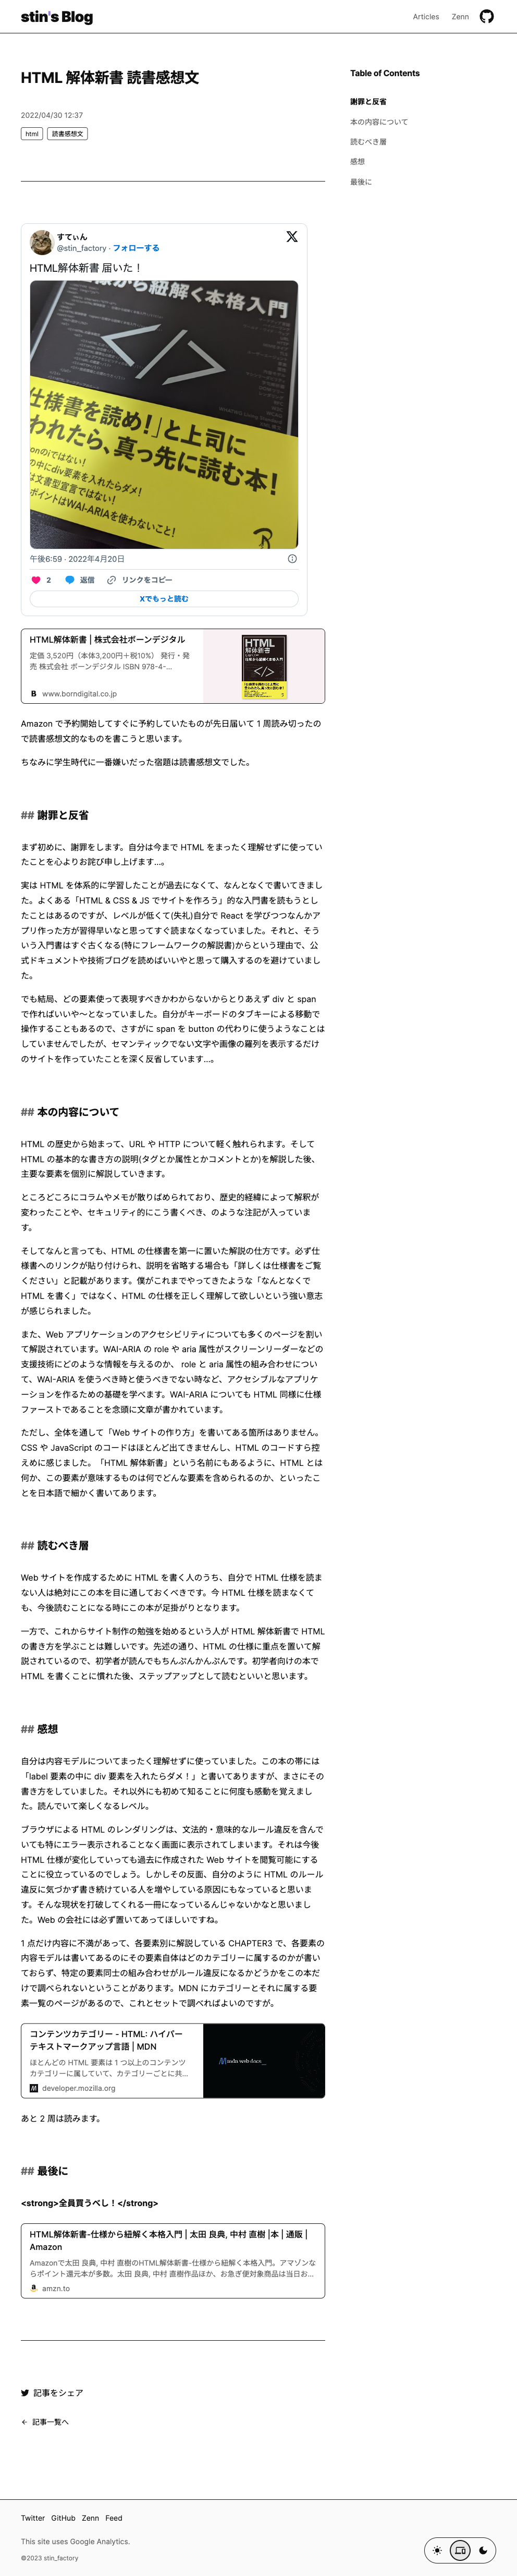 stin's Blog
Articles
Zenn
HTML 解体新書 読書感想文
2022/04/30 12:37
html
読書感想文
Table of Contents
謝罪と反省
本の内容について
読むべき層
感想
最後に
すてぃん
@stin_factory · フォローする
HTML解体新書 届いた！
様から紐解く本格入
</>
仕様書を読め！」と上司に
われたら、真っ先に読む本！
の中にdiv要素を入れたらダメ！
ポイントはWAI-ARIAを使わないこと！
午後6:59 · 2022年4月20日
2
返信
リンクをコピー
Xでもっと読む
HTML解体新書 | 株式会社ボーンデジタル
定価 3,520円（本体3,200円＋税10%） 発行・発
売 株式会社 ボーンデジタル ISBN 978-4-...
www.borndigital.co.jp
Amazon で予約開始してすぐに予約していたものが先日届いて 1 周読み切ったの
で読書感想文的なものを書こうと思います。
ちなみに学生時代に一番嫌いだった宿題は読書感想文でした。
## 謝罪と反省
まず初めに、謝罪をします。自分は今まで HTML をまったく理解せずに使ってい
たことを心よりお詫び申し上げます...。
実は HTML を体系的に学習したことが過去になくて、なんとなくで書いてきまし
た。よくある「HTML & CSS & JS でサイトを作ろう」的な入門書を読もうとし
たことはあるのですが、レベルが低くて(失礼)自分で React を学びつつなんかア
プリ作った方が習得早いなと思ってすぐ読まなくなっていました。それと、そう
いう入門書はすぐ古くなる(特にフレームワークの解説書)からという理由で、公
式ドキュメントや技術ブログを読めばいいやと思って購入するのを避けていまし
た。
でも結局、どの要素使って表現すべきかわからないからとりあえず div と span
で作ればいいや〜となっていました。自分がキーボードのタブキーによる移動で
操作することもあるので、さすがに span を button の代わりに使うようなことは
していませんでしたが、セマンティックでない文字や画像の羅列を表示するだけ
のサイトを作っていたことを深く反省しています...。
## 本の内容について
HTML の歴史から始まって、URL や HTTP について軽く触れられます。そして
HTML の基本的な書き方の説明(タグとか属性とかコメントとか)を解説した後、
主要な要素を個別に解説していきます。
ところどころにコラムやメモが散りばめられており、歴史的経緯によって解釈が
変わったことや、セキュリティ的にこう書くべき、のような注記が入っていま
す。
そしてなんと言っても、HTML の仕様書を第一に置いた解説の仕方です。必ず仕
様書へのリンクが貼り付けられ、説明を省略する場合も「詳しくは仕様書をご覧
ください」と記載があります。僕がこれまでやってきたような「なんとなくで
HTML を書く」ではなく、HTML の仕様を正しく理解して欲しいという強い意志
が感じられました。
また、Web アプリケーションのアクセシビリティについても多くのページを割い
て解説されています。WAI-ARIA の role や aria 属性がスクリーンリーダーなどの
支援技術にどのような情報を与えるのか、 role と aria 属性の組み合わせについ
て、WAI-ARIA を使うべき時と使うべきでない時など、アクセシブルなアプリケ
ーションを作るための基礎を学べます。WAI-ARIA についても HTML 同様に仕様
ファーストであることを念頭に文章が書かれています。
ただし、全体を通して「Web サイトの作り方」を書いてある箇所はありません。
CSS や JavaScript のコードはほとんど出てきませんし、HTML のコードすら控
えめに感じました。「HTML 解体新書」という名前にもあるように、HTML とは
何か、この要素が意味するものは何でどんな要素を含められるのか、といったこ
とを日本語で細かく書いてあります。
## 読むべき層
Web サイトを作成するために HTML を書く人のうち、自分で HTML 仕様を読ま
ない人は絶対にこの本を目に通しておくべきです。今 HTML 仕様を読まなくて
も、今後読むことになる時にこの本が足掛がりとなります。
一方で、これからサイト制作の勉強を始めるという人が HTML 解体新書で HTML
の書き方を学ぶことは難しいです。先述の通り、HTML の仕様に重点を置いて解
説されているので、初学者が読んでもちんぷんかんぷんです。初学者向けの本で
HTML を書くことに慣れた後、ステップアップとして読むといいと思います。
## 感想
自分は内容モデルについてまったく理解せずに使っていました。この本の帯には
「label 要素の中に div 要素を入れたらダメ！」と書いてありますが、まさにその
書き方をしていました。それ以外にも初めて知ることに何度も感動を覚えまし
た。読んでいて楽しくなるレベル。
ブラウザによる HTML のレンダリングは、文法的・意味的なルール違反を含んで
いても特にエラー表示されることなく画面に表示されてしまいます。それは今後
HTML 仕様が変化していっても過去に作成された Web サイトを閲覧可能にする
ことに役立っているのでしょう。しかしその反面、自分のように HTML のルール
違反に気づかず書き続けている人を増やしている原因にもなっていると思いま
す。そんな現状を打破してくれる一冊になっているんじゃないかなと思いまし
た。Web の会社には必ず置いてあってほしいですね。
1 点だけ内容に不満があって、各要素別に解説している CHAPTER3 で、各要素の
内容モデルは書いてあるのにその要素自体はどのカテゴリーに属するのかが書い
ておらず、特定の要素同士の組み合わせがルール違反になるかどうかをこの本だ
けで調べられないということがあります。MDN にカテゴリーとそれに属する要
素一覧のページがあるので、これとセットで調べればよいのですが。
コンテンツカテゴリー - HTML: ハイパー
テキストマークアップ言語 | MDN
ほとんどの HTML 要素は 1 つ以上のコンテンツ
カテゴリーに属していて、カテゴリーごとに共...
developer.mozilla.org
mdn web docs_
あと 2 周は読みます。
## 最後に
<strong>全員買うべし！</strong>
HTML解体新書-仕様から紐解く本格入門 | 太田 良典, 中村 直樹 |本 | 通販 |
Amazon
Amazonで太田 良典, 中村 直樹のHTML解体新書-仕様から紐解く本格入門。アマゾンな
らポイント還元本が多数。太田 良典, 中村 直樹作品ほか、お急ぎ便対象商品は当日お...
amzn.to
記事をシェア
← 記事一覧へ
Twitter
GitHub
Zenn
Feed
This site uses Google Analytics.
©2023 stin_factory